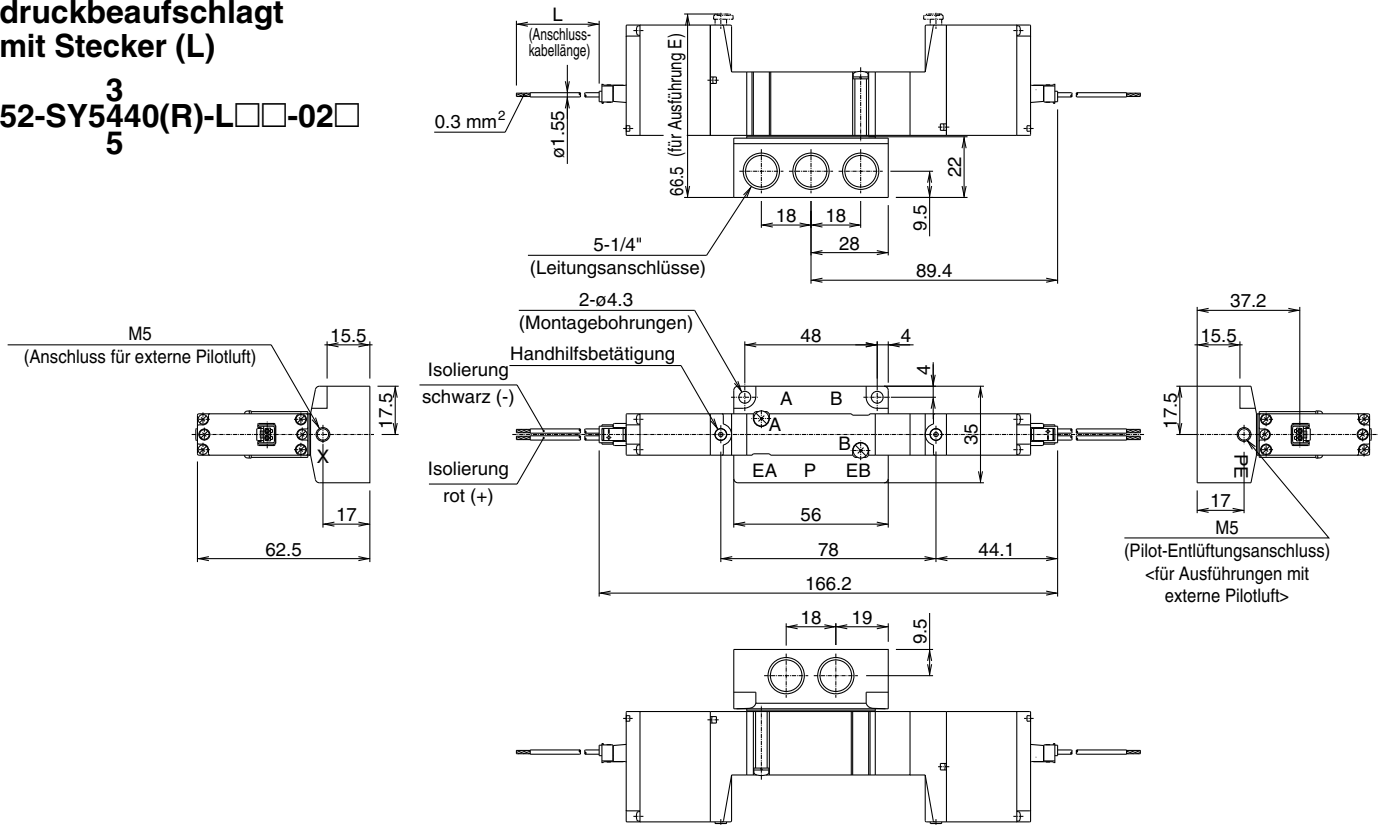 druckbeaufschlagt
mit Stecker (L)
3
52-SY5440(R)-L□□-02□
5
L
(Anschluss-
kabellänge)
0.3 mm2
ø1.55
66.5 (für Ausführung E)
22
9.5
18
18
28
89.4
5-1/4"
(Leitungsanschlüsse)
M5
(Anschluss für externe Pilotluft)
15.5
17.5
X
17
62.5
2-ø4.3
(Montagebohrungen)
Handhilfsbetätigung
Isolierung
schwarz (-)
Isolierung
rot (+)
48
4
4
35
A
B
A
B
EA
P
EB
56
78
44.1
166.2
37.2
15.5
17.5
PE
17
M5
(Pilot-Entlüftungsanschluss)
<für Ausführungen mit
externe Pilotluft>
18
19
9.5